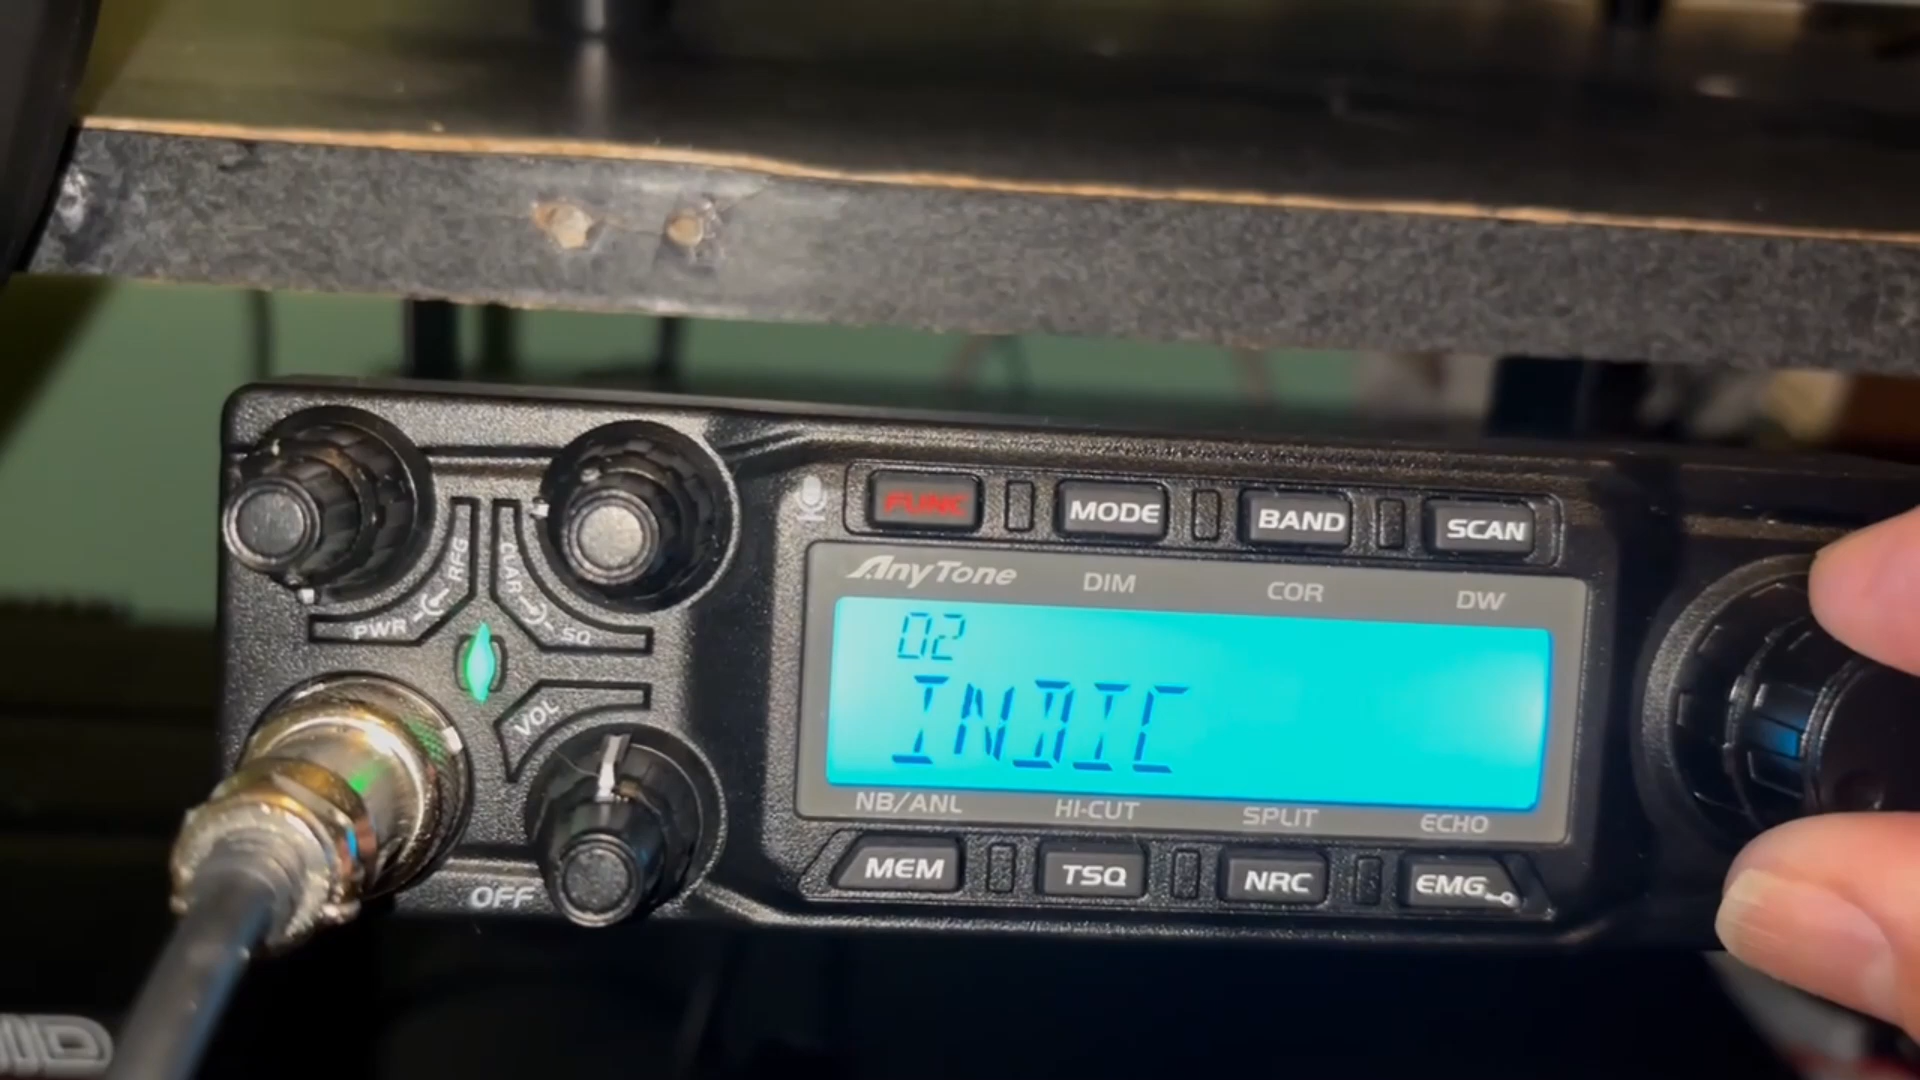 FUNC MODE BAND SCAN
AnyTone DIM COR DW
02
INDIC
NB/ANL HI-CUT SPLIT ECHO
MEM TSQ NRC EMG
PWR RFG
CLAR SQ
VOL
OFF